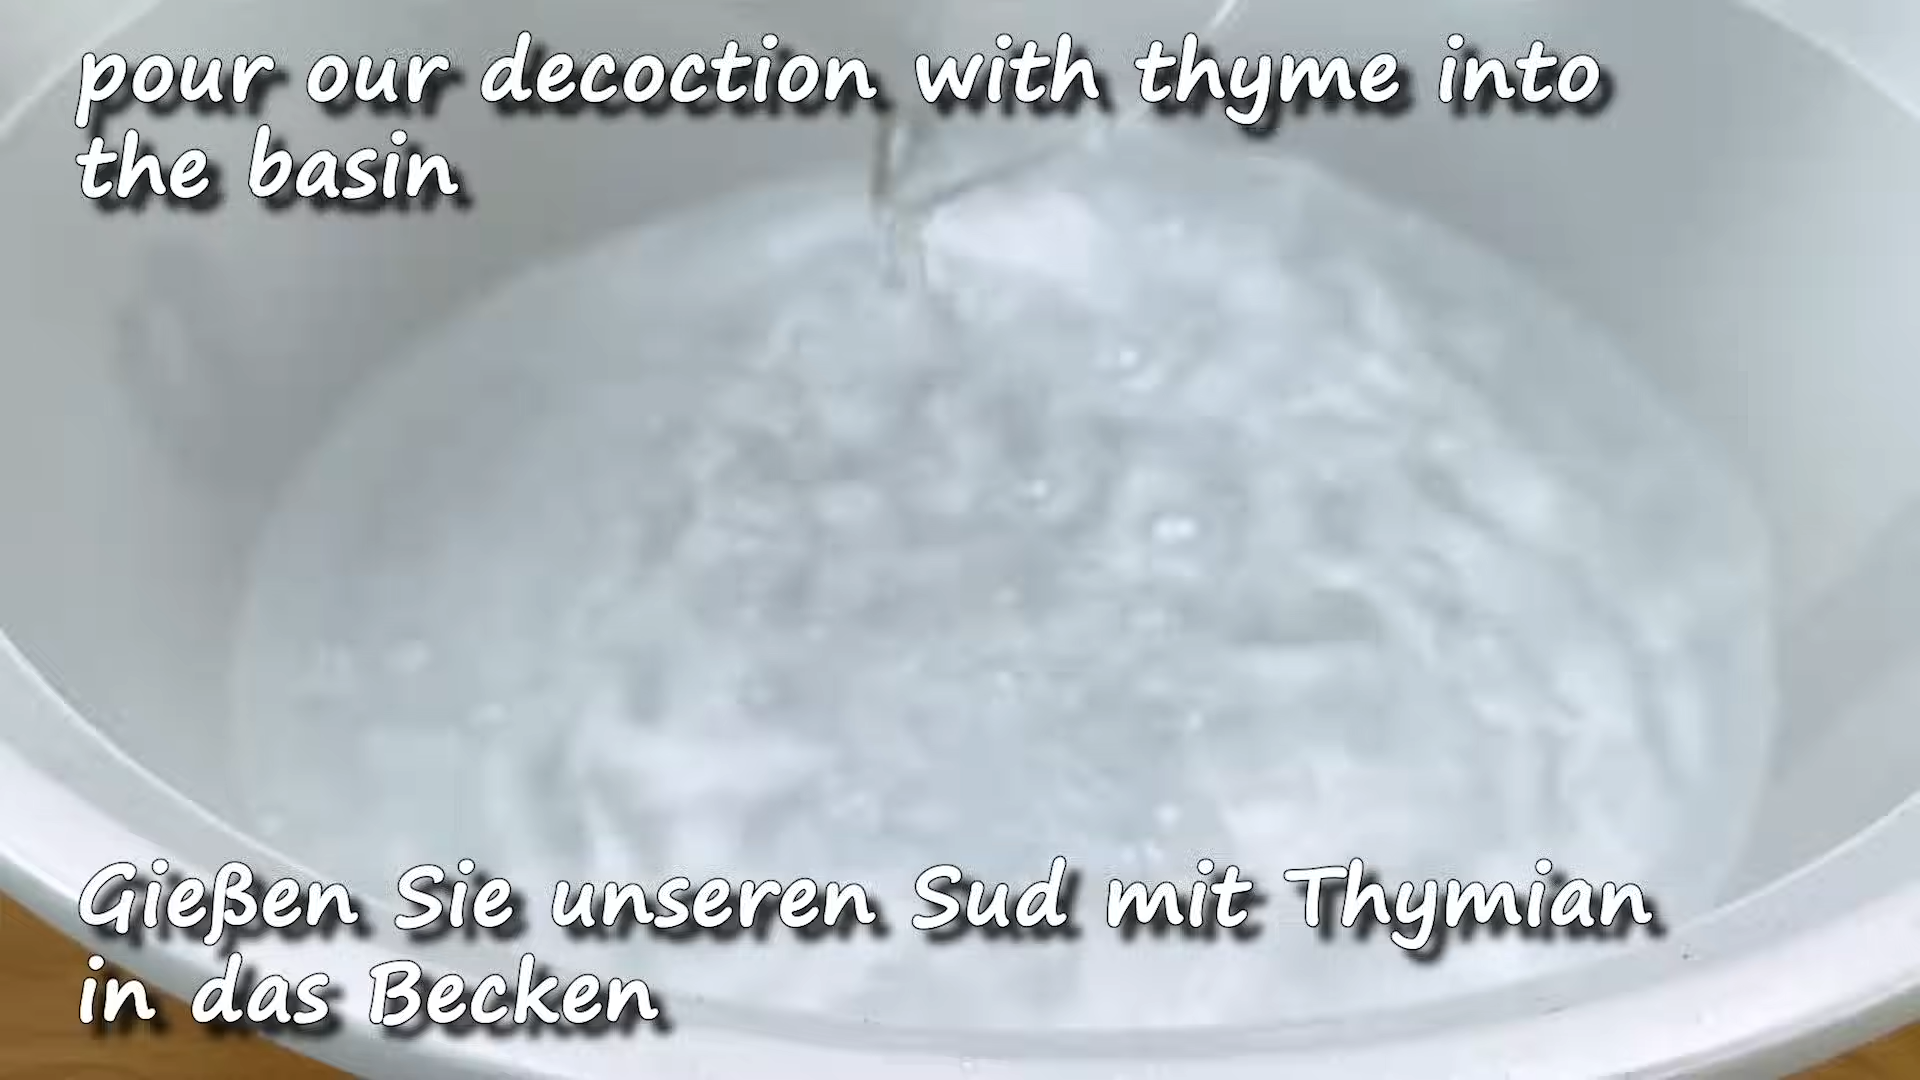 pour our decoction with thyme into
the basin
Gießen Sie unseren Sud mit Thymian
in das Becken